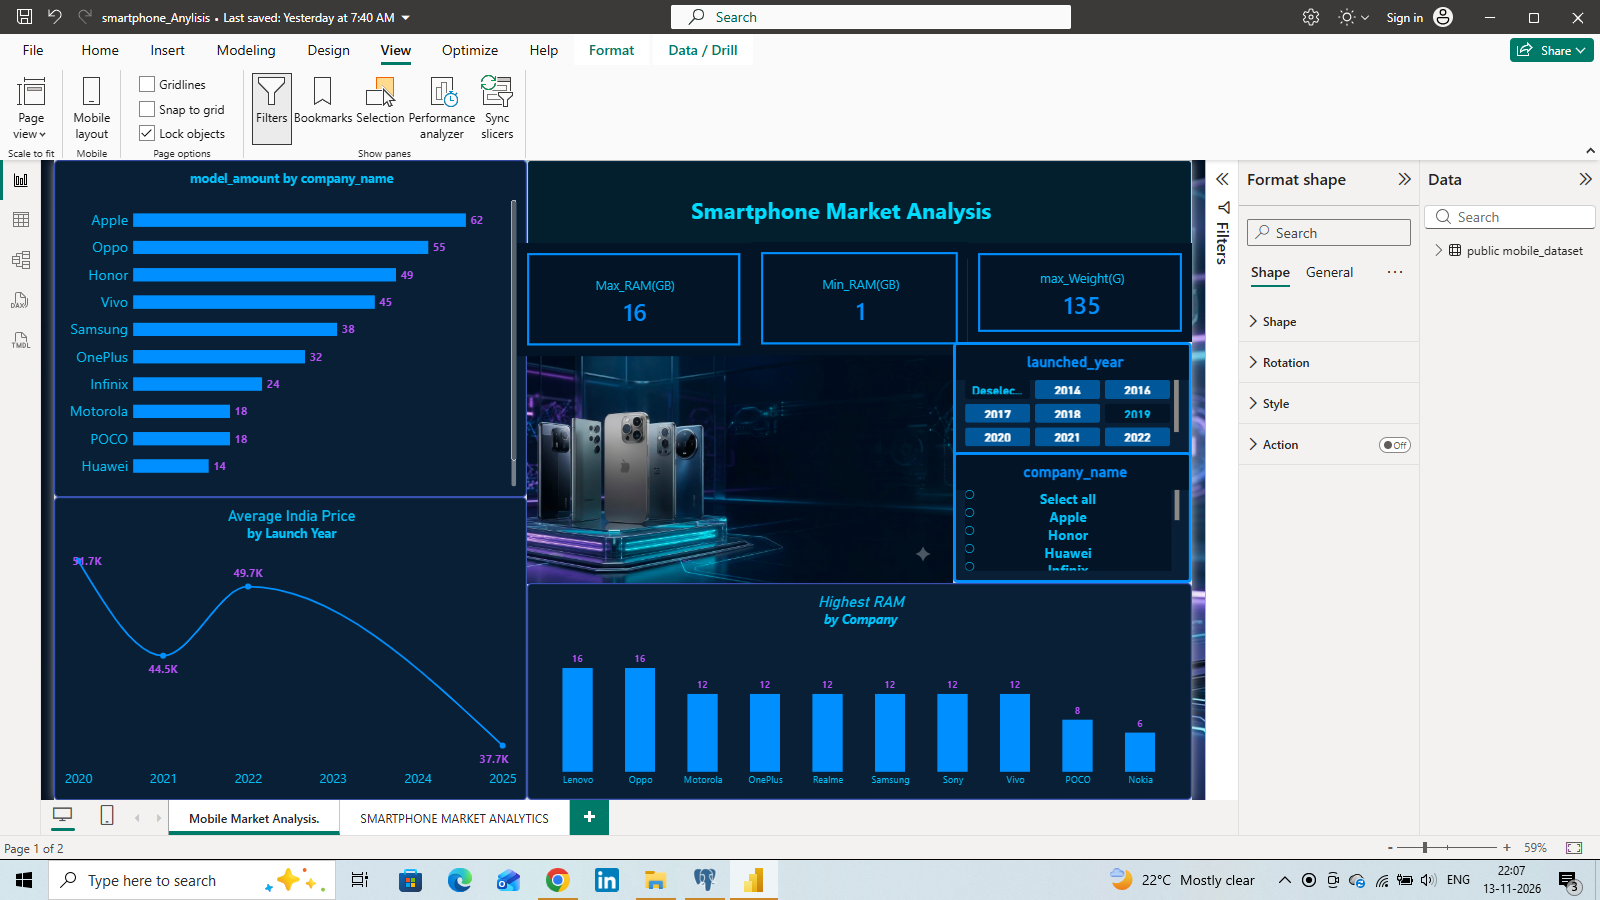 smartphone_Anylisis • Last saved: Yesterday at 7:40 AM
Search
Sign in
File
Home
Insert
Modeling
Design
View
Optimize
Help
Format
Data / Drill
Share
Page view
Mobile layout
Gridlines
Snap to grid
Lock objects
Filters
Bookmarks
Selection
Performance analyzer
Sync slicers
Scale to fit
Mobile
Page options
Show panes
DAX
TMDL
model_amount by company_name
Apple 62
Oppo 55
Honor 49
Vivo 45
Samsung 38
OnePlus 32
Infinix 24
Motorola 18
POCO 18
Huawei 14
Smartphone Market Analysis
Max_RAM(GB)
16
Min_RAM(GB)
1
max_Weight(G)
135
launched_year
Deselec... 2014 2016
2017 2018 2019
2020 2021 2022
company_name
Select all
Apple
Honor
Huawei
Infinix
Average India Price
by Launch Year
51.7K
49.7K
44.5K
37.7K
2020 2021 2022 2023 2024 2025
Highest RAM
by Company
16 16 12 12 12 12 12 12 8 6
Lenovo Oppo Motorola OnePlus Realme Samsung Sony Vivo POCO Nokia
Filters
Format shape
Search
Shape
General
Shape
Rotation
Style
Action
Off
Data
Search
public mobile_dataset
Mobile Market Analysis.
SMARTPHONE MARKET ANALYTICS
Page 1 of 2
59%
Type here to search
22°C Mostly clear
ENG
22:07
13-11-2026
3